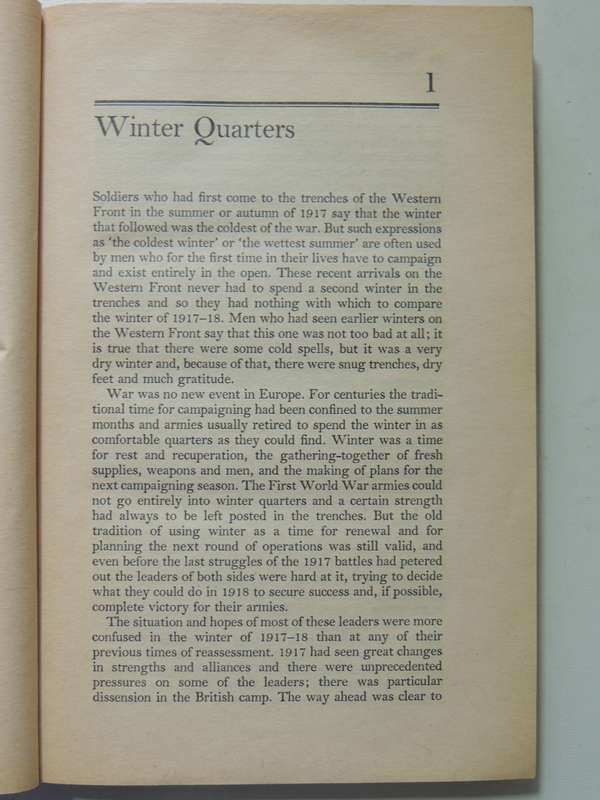 1
Winter Quarters
Soldiers who had first come to the trenches of the Western
Front in the summer or autumn of 1917 say that the winter
that followed was the coldest of the war. But such expressions
as ‘the coldest winter’ or ‘the wettest summer’ are often used
by men who for the first time in their lives have to campaign
and exist entirely in the open. These recent arrivals on the
Western Front never had to spend a second winter in the
trenches and so they had nothing with which to compare
the winter of 1917–18. Men who had seen earlier winters on
the Western Front say that this one was not too bad at all; it
is true that there were some cold spells, but it was a very
dry winter and, because of that, there were snug trenches, dry
feet and much gratitude.
War was no new event in Europe. For centuries the tradi-
tional time for campaigning had been confined to the summer
months and armies usually retired to spend the winter in as
comfortable quarters as they could find. Winter was a time
for rest and recuperation, the gathering-together of fresh
supplies, weapons and men, and the making of plans for the
next campaigning season. The First World War armies could
not go entirely into winter quarters and a certain strength
had always to be left posted in the trenches. But the old
tradition of using winter as a time for renewal and for
planning the next round of operations was still valid, and
even before the last struggles of the 1917 battles had petered
out the leaders of both sides were hard at it, trying to decide
what they could do in 1918 to secure success and, if possible,
complete victory for their armies.
The situation and hopes of most of these leaders were more
confused in the winter of 1917–18 than at any of their
previous times of reassessment. 1917 had seen great changes
in strengths and alliances and there were unprecedented
pressures on some of the leaders; there was particular
dissension in the British camp. The way ahead was clear to